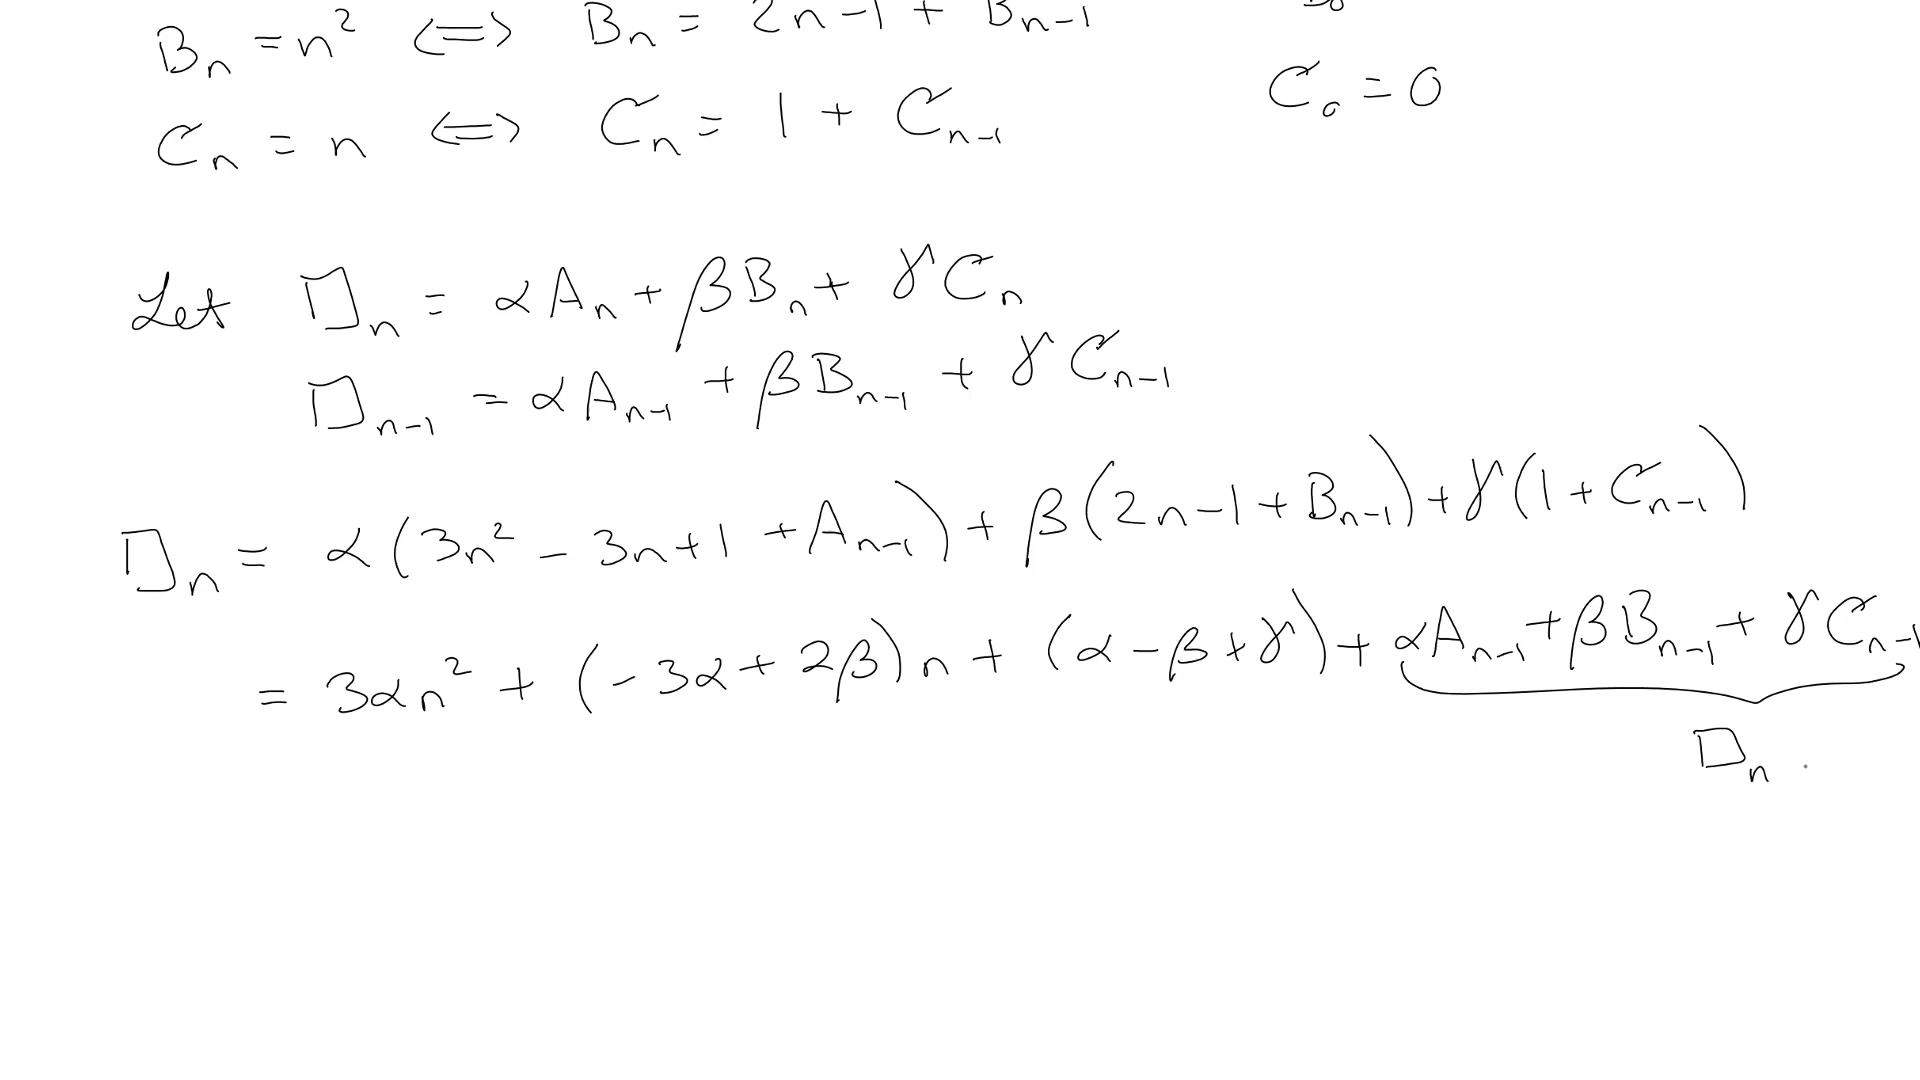 Bₙ = n² <=> Bₙ = 2n-1 + Bₙ₋₁
C₀ = 0
Cₙ = n <=> Cₙ = 1 + Cₙ₋₁
Let Dₙ = αAₙ + βBₙ + γCₙ
Dₙ₋₁ = αAₙ₋₁ + βBₙ₋₁ + γCₙ₋₁
Dₙ = α(3n² - 3n+1 + Aₙ₋₁) + β(2n-1+Bₙ₋₁) + γ(1+Cₙ₋₁)
= 3αn² + (-3α + 2β)n + (α-β+γ) + αAₙ₋₁+βBₙ₋₁+γCₙ₋₁
Dₙ